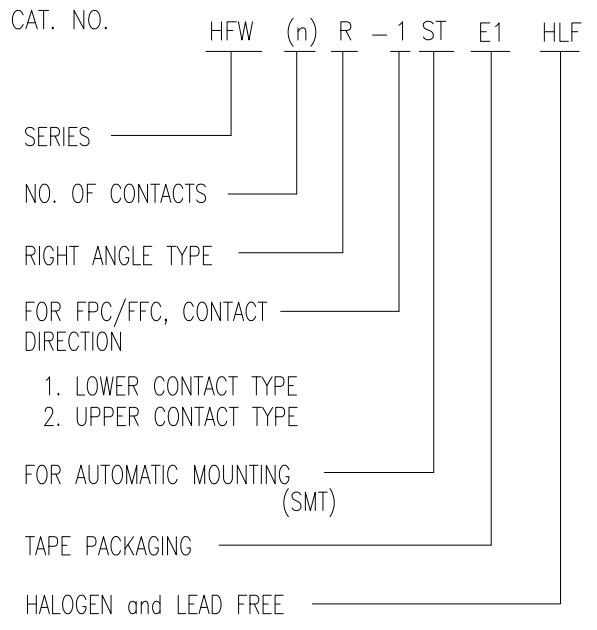 CAT. NO.
HFW (n) R - 1 ST E1 HLF
SERIES
NO. OF CONTACTS
RIGHT ANGLE TYPE
FOR FPC/FFC, CONTACT
DIRECTION
1. LOWER CONTACT TYPE
2. UPPER CONTACT TYPE
FOR AUTOMATIC MOUNTING
(SMT)
TAPE PACKAGING
HALOGEN and LEAD FREE